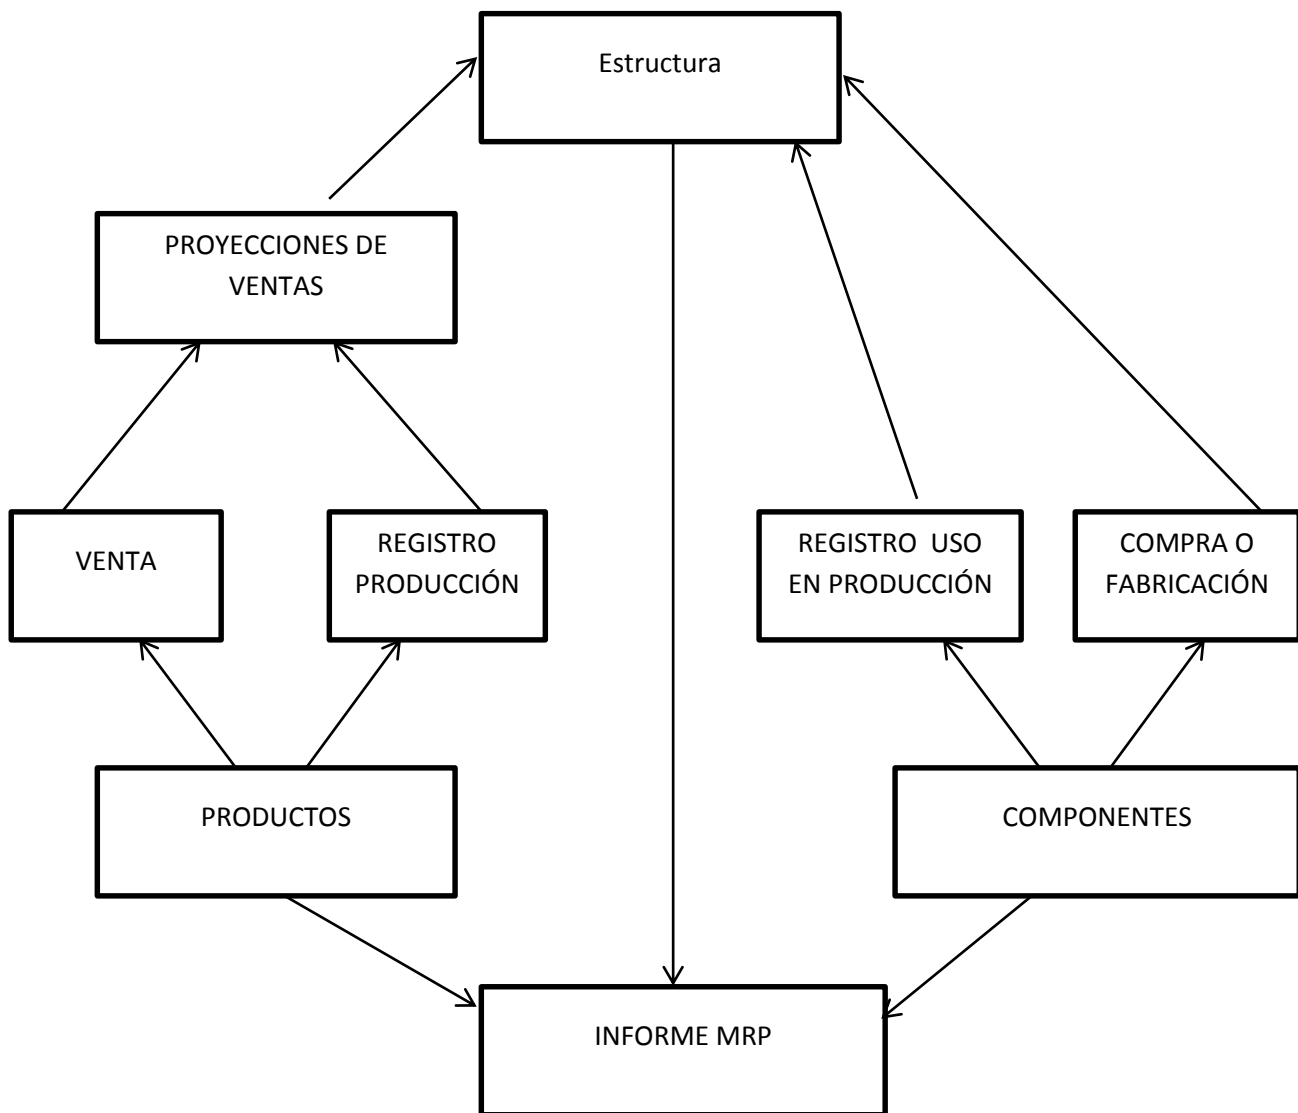 Estructura
PROYECCIONES DE
VENTAS
VENTA
REGISTRO
PRODUCCIÓN
REGISTRO  USO
EN PRODUCCIÓN
COMPRA O
FABRICACIÓN
PRODUCTOS
COMPONENTES
INFORME MRP